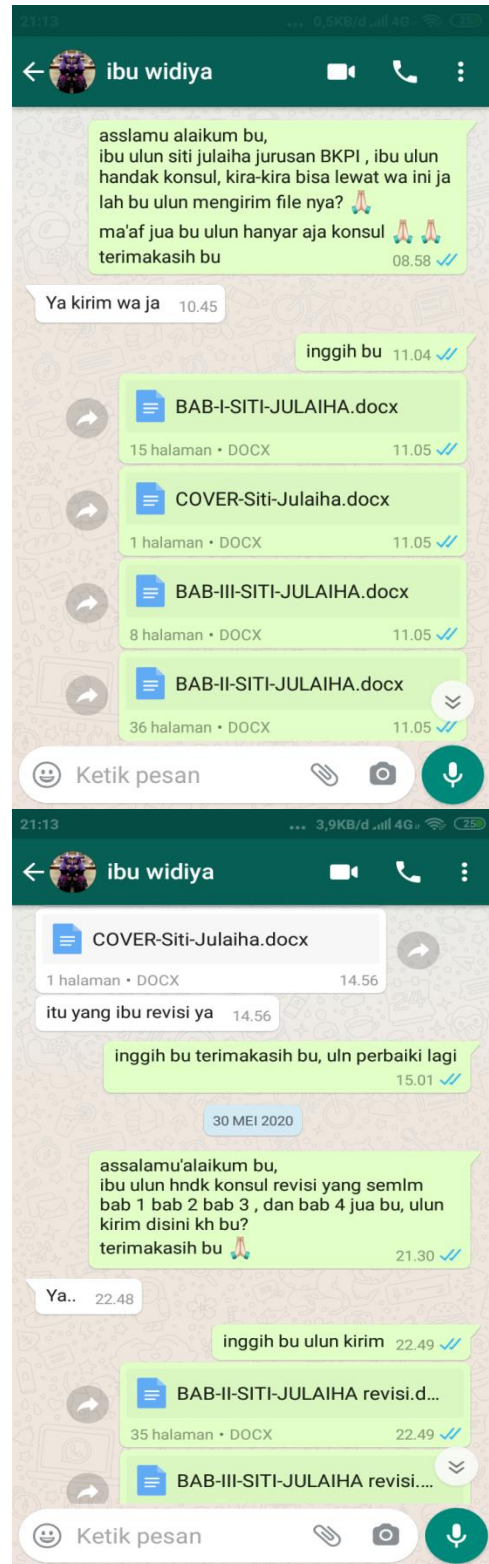 21:13
... 0,5KB/d 4G 25
ibu widiya
asslamu alaikum bu,
ibu ulun siti julaiha jurusan BKPI , ibu ulun
handak konsul, kira-kira bisa lewat wa ini ja
lah bu ulun mengirim file nya? 🙏
ma'af jua bu ulun hanyar aja konsul 🙏 🙏
terimakasih bu
08.58
Ya kirim wa ja 10.45
inggih bu 11.04
BAB-I-SITI-JULAIHA.docx
15 halaman • DOCX 11.05
COVER-Siti-Julaiha.docx
1 halaman • DOCX 11.05
BAB-III-SITI-JULAIHA.docx
8 halaman • DOCX 11.05
BAB-II-SITI-JULAIHA.docx
36 halaman • DOCX 11.05
Ketik pesan
21:13
... 3,9KB/d 4G 25
ibu widiya
COVER-Siti-Julaiha.docx
1 halaman • DOCX 14.56
itu yang ibu revisi ya 14.56
inggih bu terimakasih bu, uln perbaiki lagi
15.01
30 MEI 2020
assalamu'alaikum bu,
ibu ulun hndk konsul revisi yang semlm
bab 1 bab 2 bab 3 , dan bab 4 jua bu, ulun
kirim disini kh bu?
terimakasih bu 🙏
21.30
Ya.. 22.48
inggih bu ulun kirim 22.49
BAB-II-SITI-JULAIHA revisi.d...
35 halaman • DOCX 22.49
BAB-III-SITI-JULAIHA revisi....
Ketik pesan